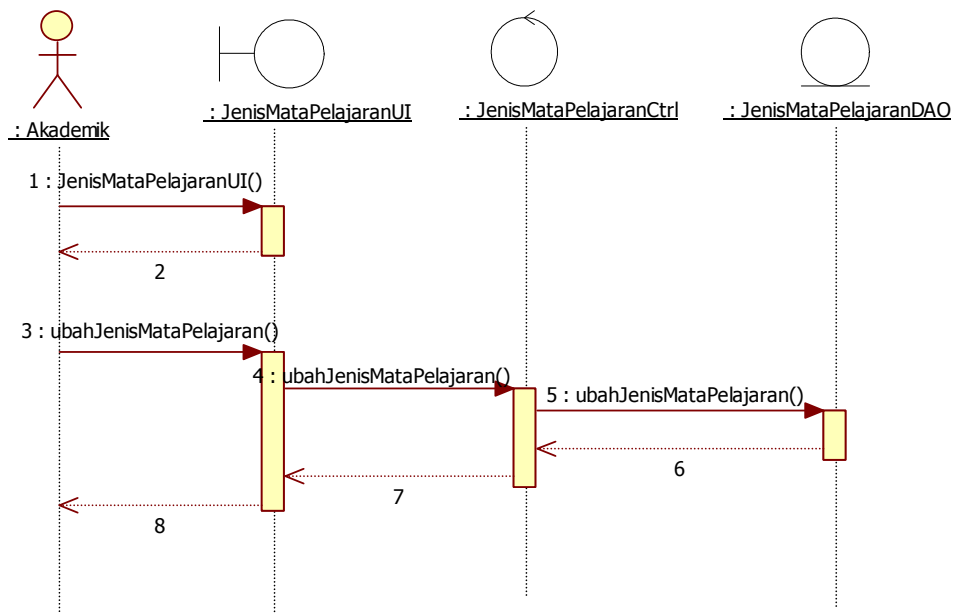 : Akademik
: JenisMataPelajaranUI
: JenisMataPelajaranCtrl
: JenisMataPelajaranDAO
1 : JenisMataPelajaranUI()
2
3 : ubahJenisMataPelajaran()
4 : ubahJenisMataPelajaran()
5 : ubahJenisMataPelajaran()
6
7
8